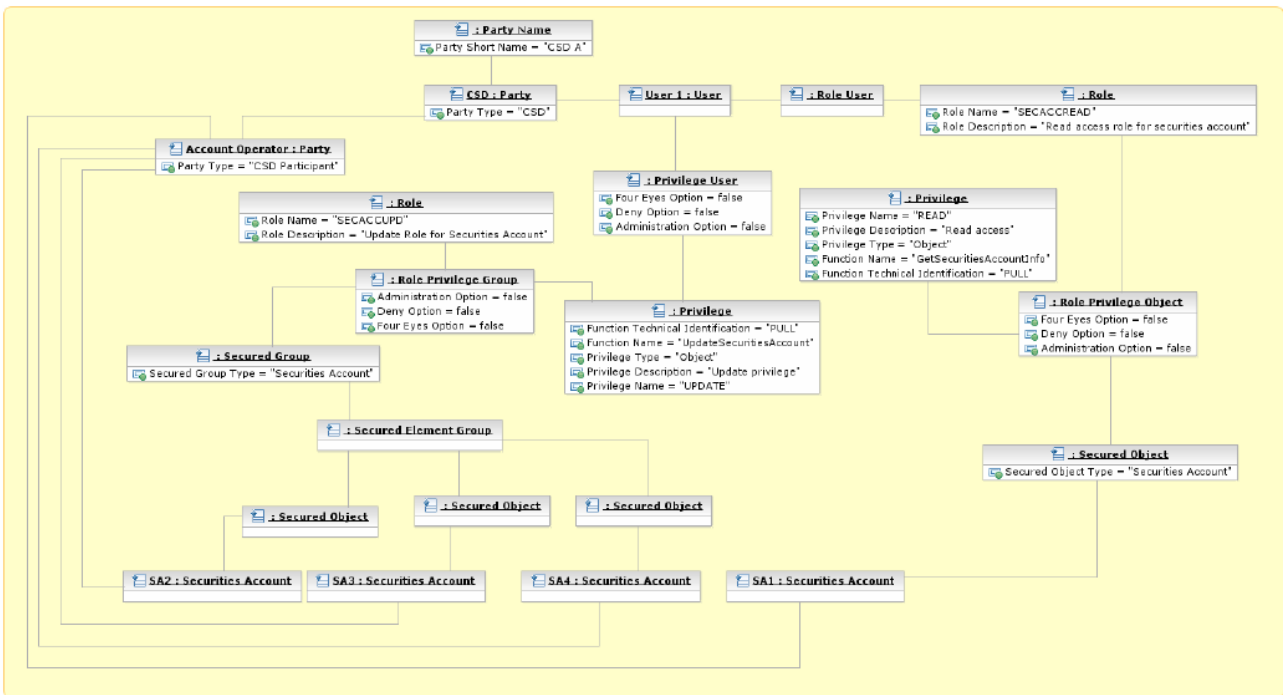 : Party Name
Party Short Name = "CSD A"
CSD : Party
Party Type = "CSD"
User 1 : User
: Role User
: Role
Role Name = "SECACCREAD"
Role Description = "Read access role for securities account"
Account Operator : Party
Party Type = "CSD Participant"
: Role
Role Name = "SECACCUPD"
Role Description = "Update Role for Securities Account"
: Privilege User
Four Eyes Option = false
Deny Option = false
Administration Option = false
: Privilege
Privilege Name = "READ"
Privilege Description = "Read access"
Privilege Type = "Object"
Function Name = "GetSecuritiesAccountInfo"
Function Technical Identification = "PULL"
: Role Privilege Group
Administration Option = false
Deny Option = false
Four Eyes Option = false
: Privilege
Function Technical Identification = "PULL"
Function Name = "UpdateSecuritiesAccount"
Privilege Type = "Object"
Privilege Description = "Update privilege"
Privilege Name = "UPDATE"
: Role Privilege Object
Four Eyes Option = false
Deny Option = false
Administration Option = false
: Secured Group
Secured Group Type = "Securities Account"
: Secured Element Group
: Secured Object
Secured Object Type = "Securities Account"
: Secured Object
: Secured Object
: Secured Object
SA2 : Securities Account
SA3 : Securities Account
SA4 : Securities Account
SA1 : Securities Account